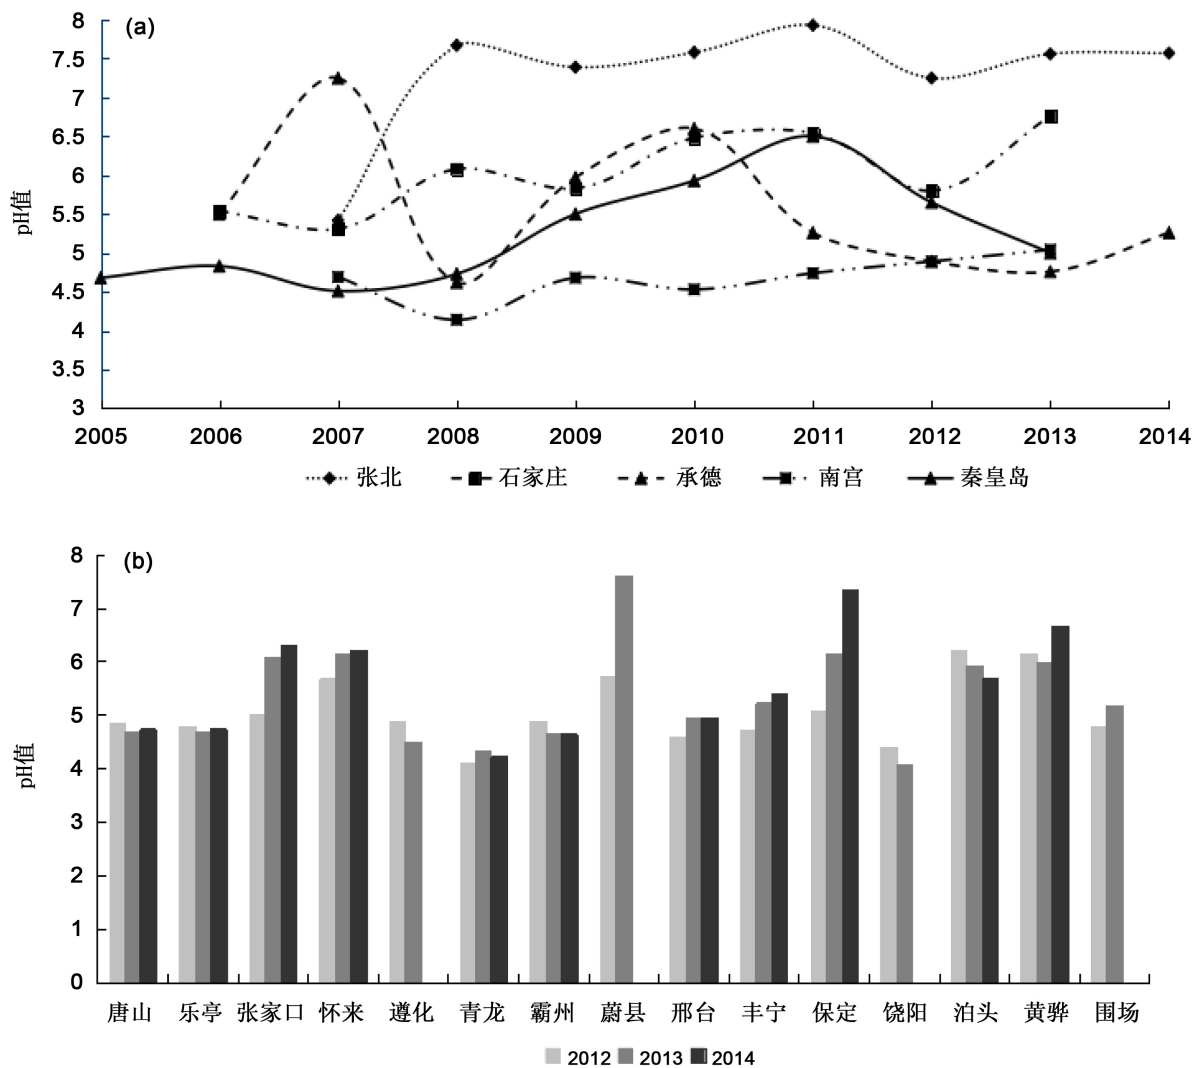 (a)
8
7.5
7
6.5
6
5.5
5
4.5
4
3.5
3
pH值
2005 2006 2007 2008 2009 2010 2011 2012 2013 2014
张北 石家庄 承德 南宫 秦皇岛
(b)
8
7
6
5
4
3
2
1
0
pH值
唐山 乐亭 张家口 怀来 遵化 青龙 霸州 蔚县 邢台 丰宁 保定 饶阳 泊头 黄骅 围场
2012 2013 2014